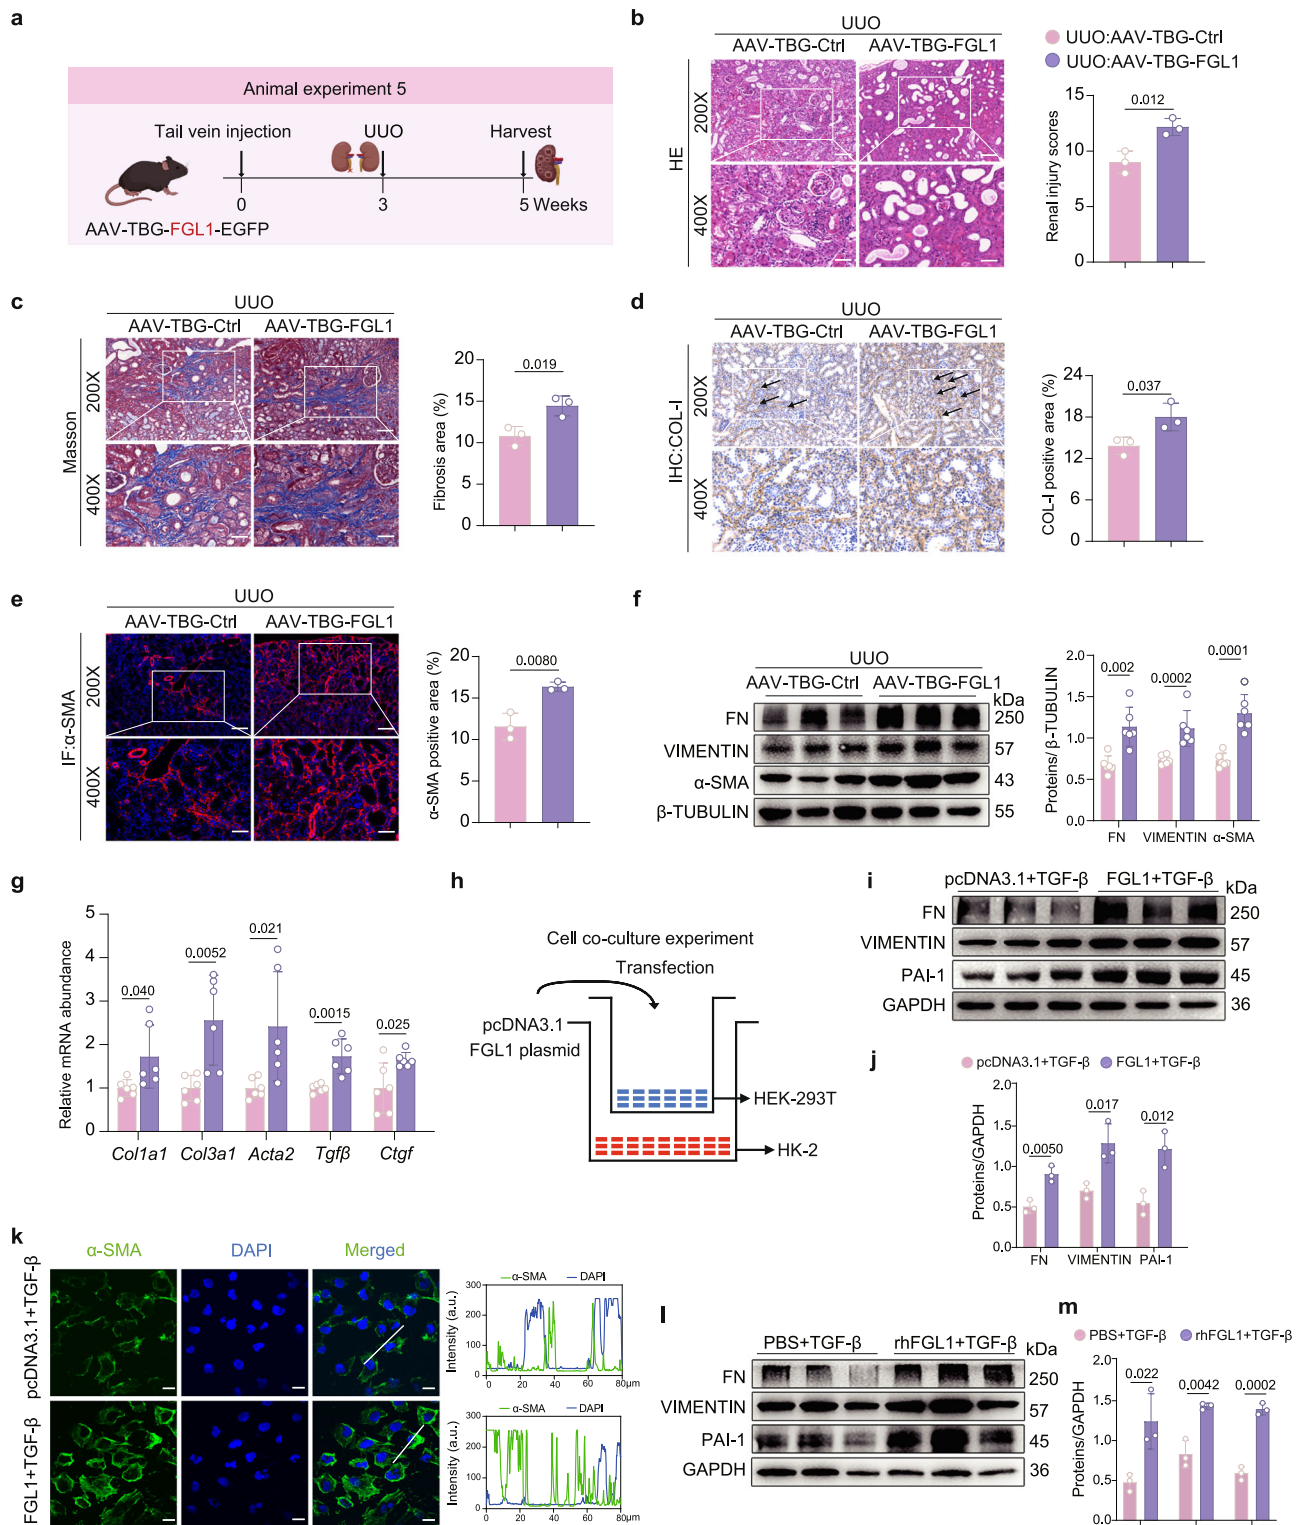 a
Animal experiment 5
Tail vein injection
UUO
Harvest
0
3
5 Weeks
AAV-TBG-FGL1-EGFP
b
UUO
AAV-TBG-Ctrl
AAV-TBG-FGL1
HE
200X
400X
UUO:AAV-TBG-Ctrl
UUO:AAV-TBG-FGL1
Renal injury scores
15
10
5
0
0.012
c
UUO
AAV-TBG-Ctrl
AAV-TBG-FGL1
Masson
200X
400X
Fibrosis area (%)
20
15
10
5
0
0.019
d
UUO
AAV-TBG-Ctrl
AAV-TBG-FGL1
IHC:COL-I
200X
400X
COL-I positive area (%)
24
18
12
6
0
0.037
e
UUO
AAV-TBG-Ctrl
AAV-TBG-FGL1
IF:α-SMA
200X
400X
α-SMA positive area (%)
20
15
10
5
0
0.0080
f
UUO
AAV-TBG-Ctrl
AAV-TBG-FGL1
kDa
FN
250
VIMENTIN
57
α-SMA
43
β-TUBULIN
55
Proteins/ β-TUBULIN
2.0
1.5
1.0
0.5
0.0
0.002
0.0002
0.0001
FN
VIMENTIN
α-SMA
g
Relative mRNA abundance
5
4
3
2
1
0
0.040
0.0052
0.021
0.0015
0.025
Col1a1
Col3a1
Acta2
Tgfβ
Ctgf
h
Cell co-culture experiment
Transfection
pcDNA3.1
FGL1 plasmid
HEK-293T
HK-2
i
pcDNA3.1+TGF-β
FGL1+TGF-β
kDa
FN
250
VIMENTIN
57
PAI-1
45
GAPDH
36
j
pcDNA3.1+TGF-β
FGL1+TGF-β
Proteins/GAPDH
2.0
1.5
1.0
0.5
0.0
0.0050
0.017
0.012
FN
VIMENTIN
PAI-1
k
α-SMA
DAPI
Merged
pcDNA3.1+TGF-β
FGL1+TGF-β
α-SMA
DAPI
Intensity (a.u.)
300
200
100
0
0
20
40
60
80μm
α-SMA
DAPI
Intensity (a.u.)
300
200
100
0
0
20
40
60
80μm
l
PBS+TGF-β
rhFGL1+TGF-β
kDa
FN
250
VIMENTIN
57
PAI-1
45
GAPDH
36
m
PBS+TGF-β
rhFGL1+TGF-β
Proteins/GAPDH
2.0
1.5
1.0
0.5
0.0
0.022
0.0042
0.0002